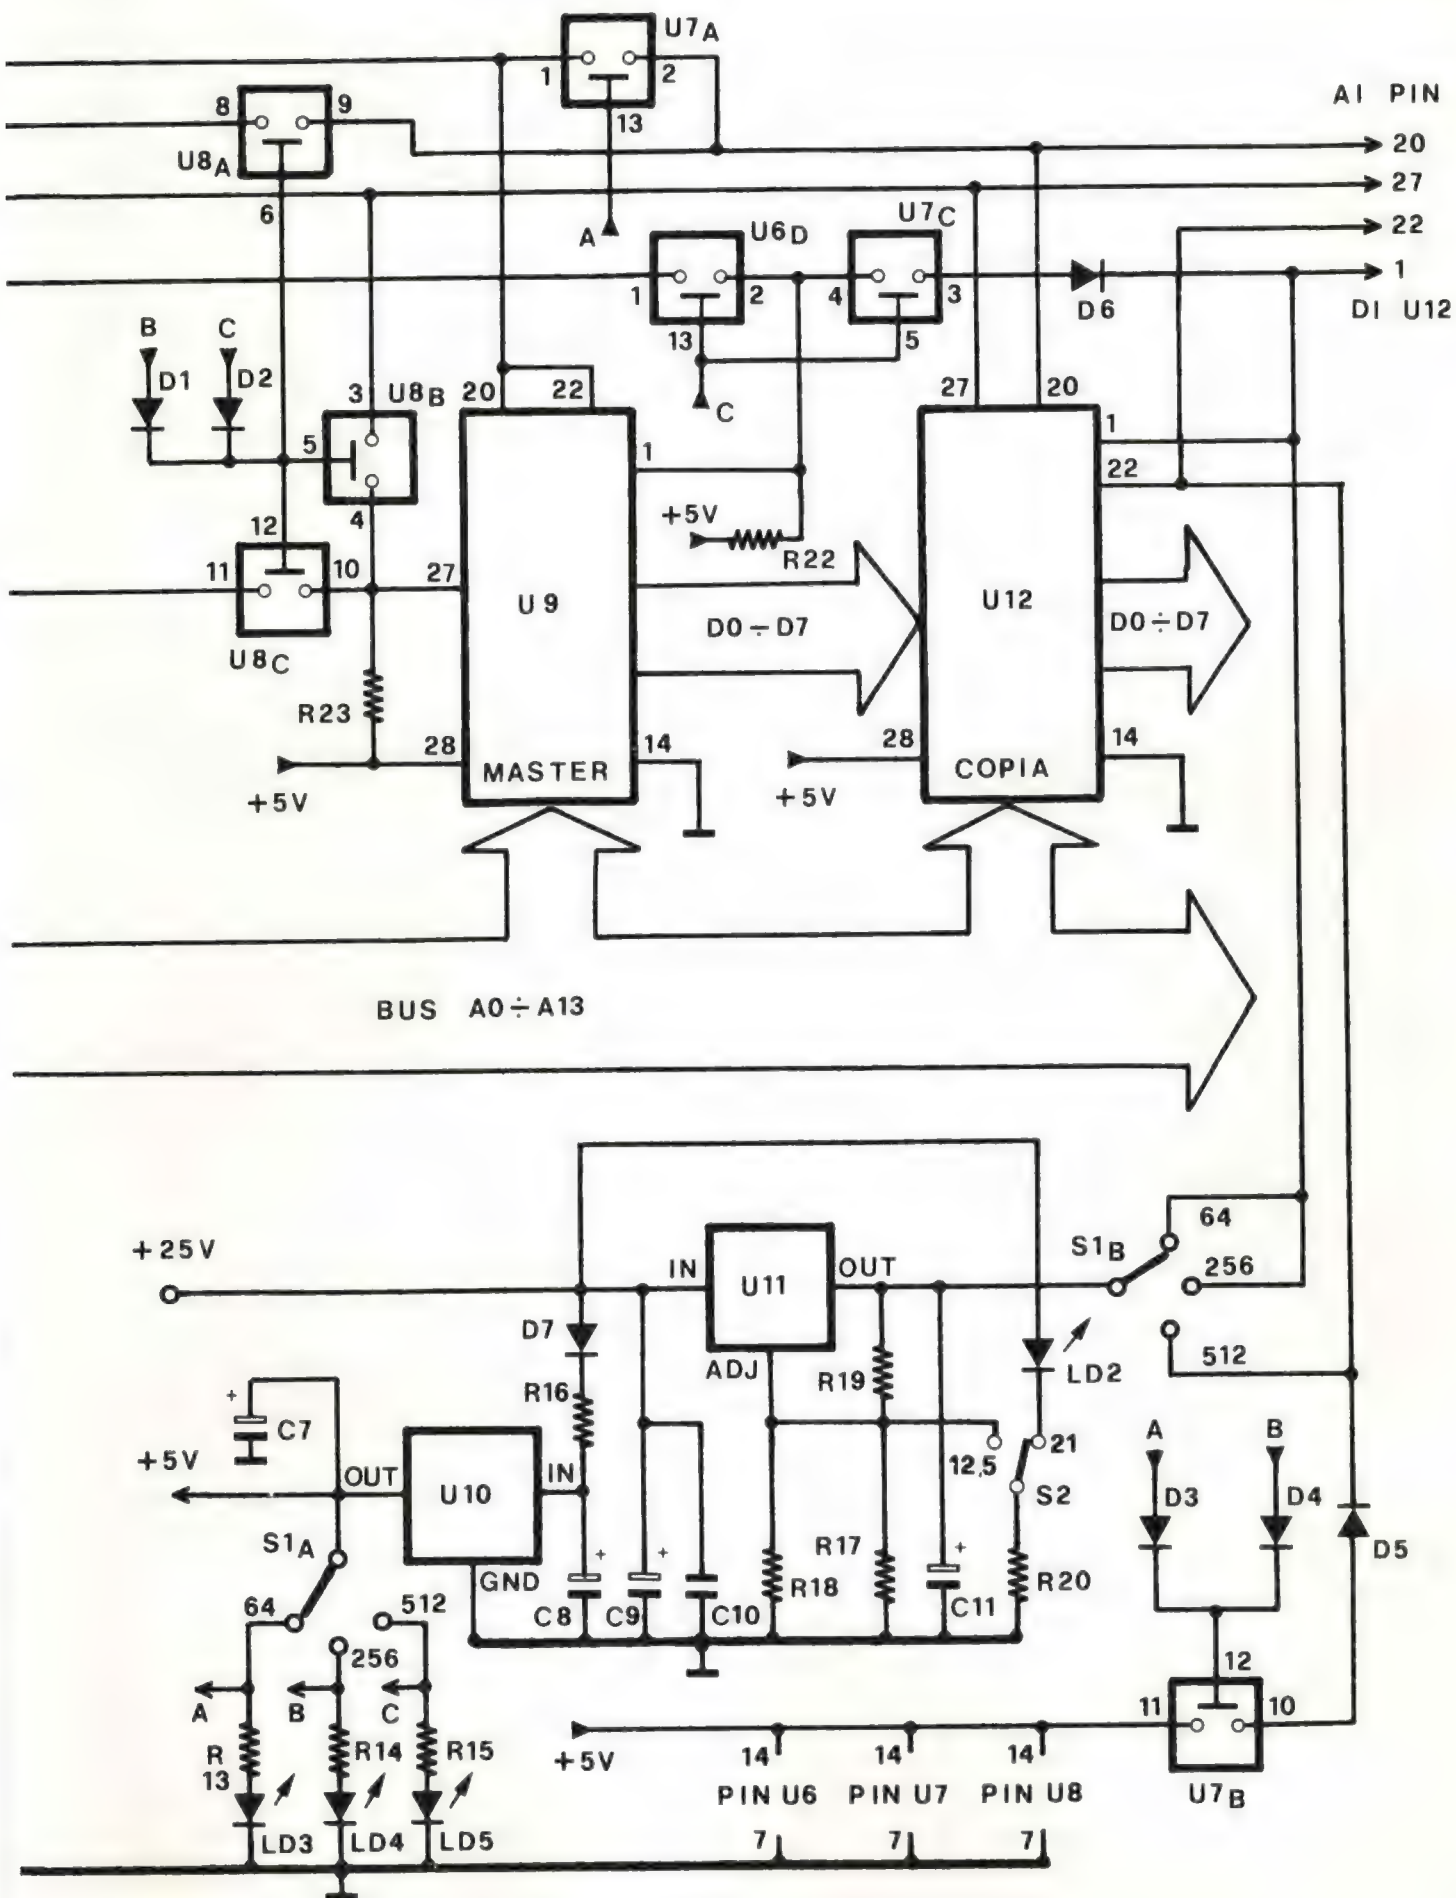 U7A
1
2
13
A
8
9
U8A
6
AI PIN
20
27
22
1
DI U12
U6D
1
2
13
U7C
4
3
5
C
D6
B
C
D1
D2
3
U8B
5
4
12
11
10
U8C
R23
+5V
20
22
27
28
U9
MASTER
1
14
+5V
R22
D0÷D7
27
20
28
+5V
U12
COPIA
1
22
14
D0÷D7
BUS A0÷A13
+25V
IN
U11
OUT
ADJ
D7
R16
R19
LD2
S1B
64
256
512
+
C7
+5V
OUT
U10
IN
GND
12,5
21
S2
S1A
64
256
512
+
C8
+
C9
C10
R18
R17
+
C11
R20
A
B
D3
D4
D5
A
B
C
R
13
R14
R15
LD3
LD4
LD5
+5V
14
14
14
PIN U6
PIN U7
PIN U8
7
7
7
11
12
10
U7B